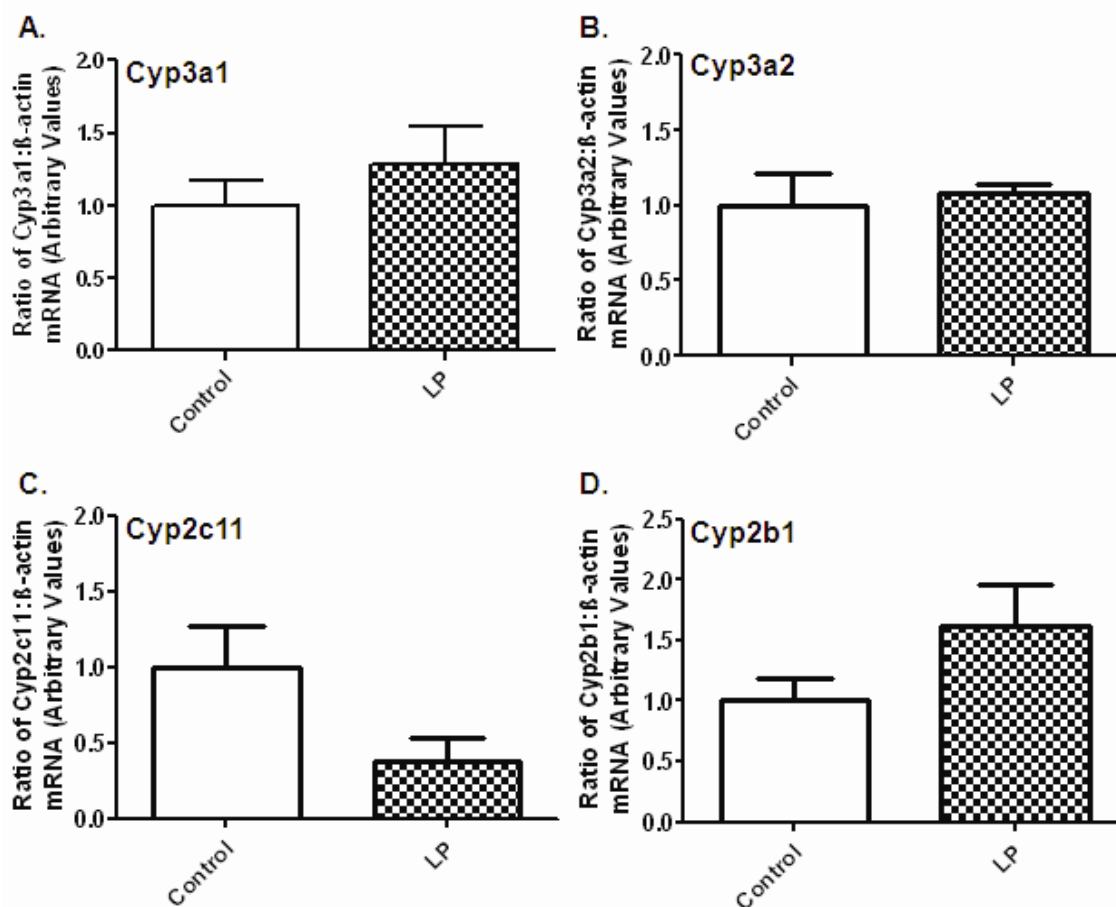 A.
Cyp3a1
Ratio of Cyp3a1:ß-actin
mRNA (Arbitrary Values)
2.0
1.5
1.0
0.5
0.0
Control
LP
B.
Cyp3a2
Ratio of Cyp3a2:ß-actin
mRNA (Arbitrary Values)
2.0
1.5
1.0
0.5
0.0
Control
LP
C.
Cyp2c11
Ratio of Cyp2c11:ß-actin
mRNA (Arbitrary Values)
2.0
1.5
1.0
0.5
0.0
Control
LP
D.
Cyp2b1
Ratio of Cyp2b1:ß-actin
mRNA (Arbitrary Values)
2.5
2.0
1.5
1.0
0.5
0.0
Control
LP